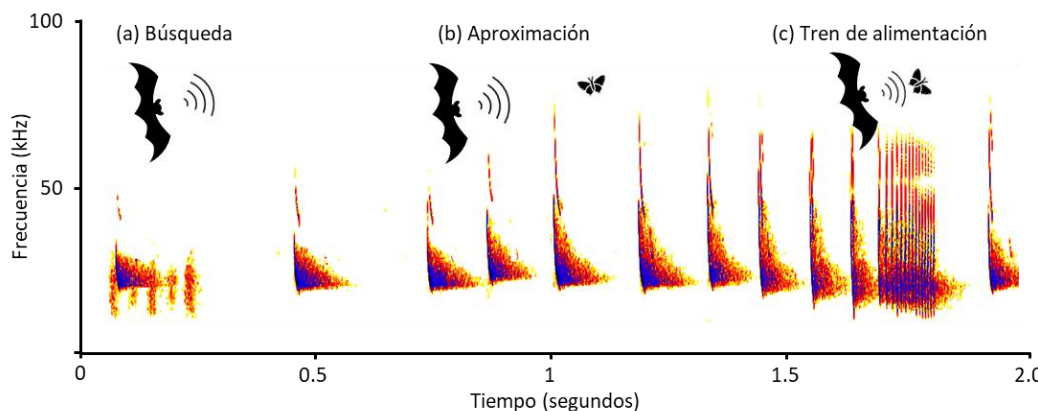 100
(a) Búsqueda
(b) Aproximación
(c) Tren de alimentación
Frecuencia (kHz)
50
0
0
0.5
1
1.5
2.0
Tiempo (segundos)